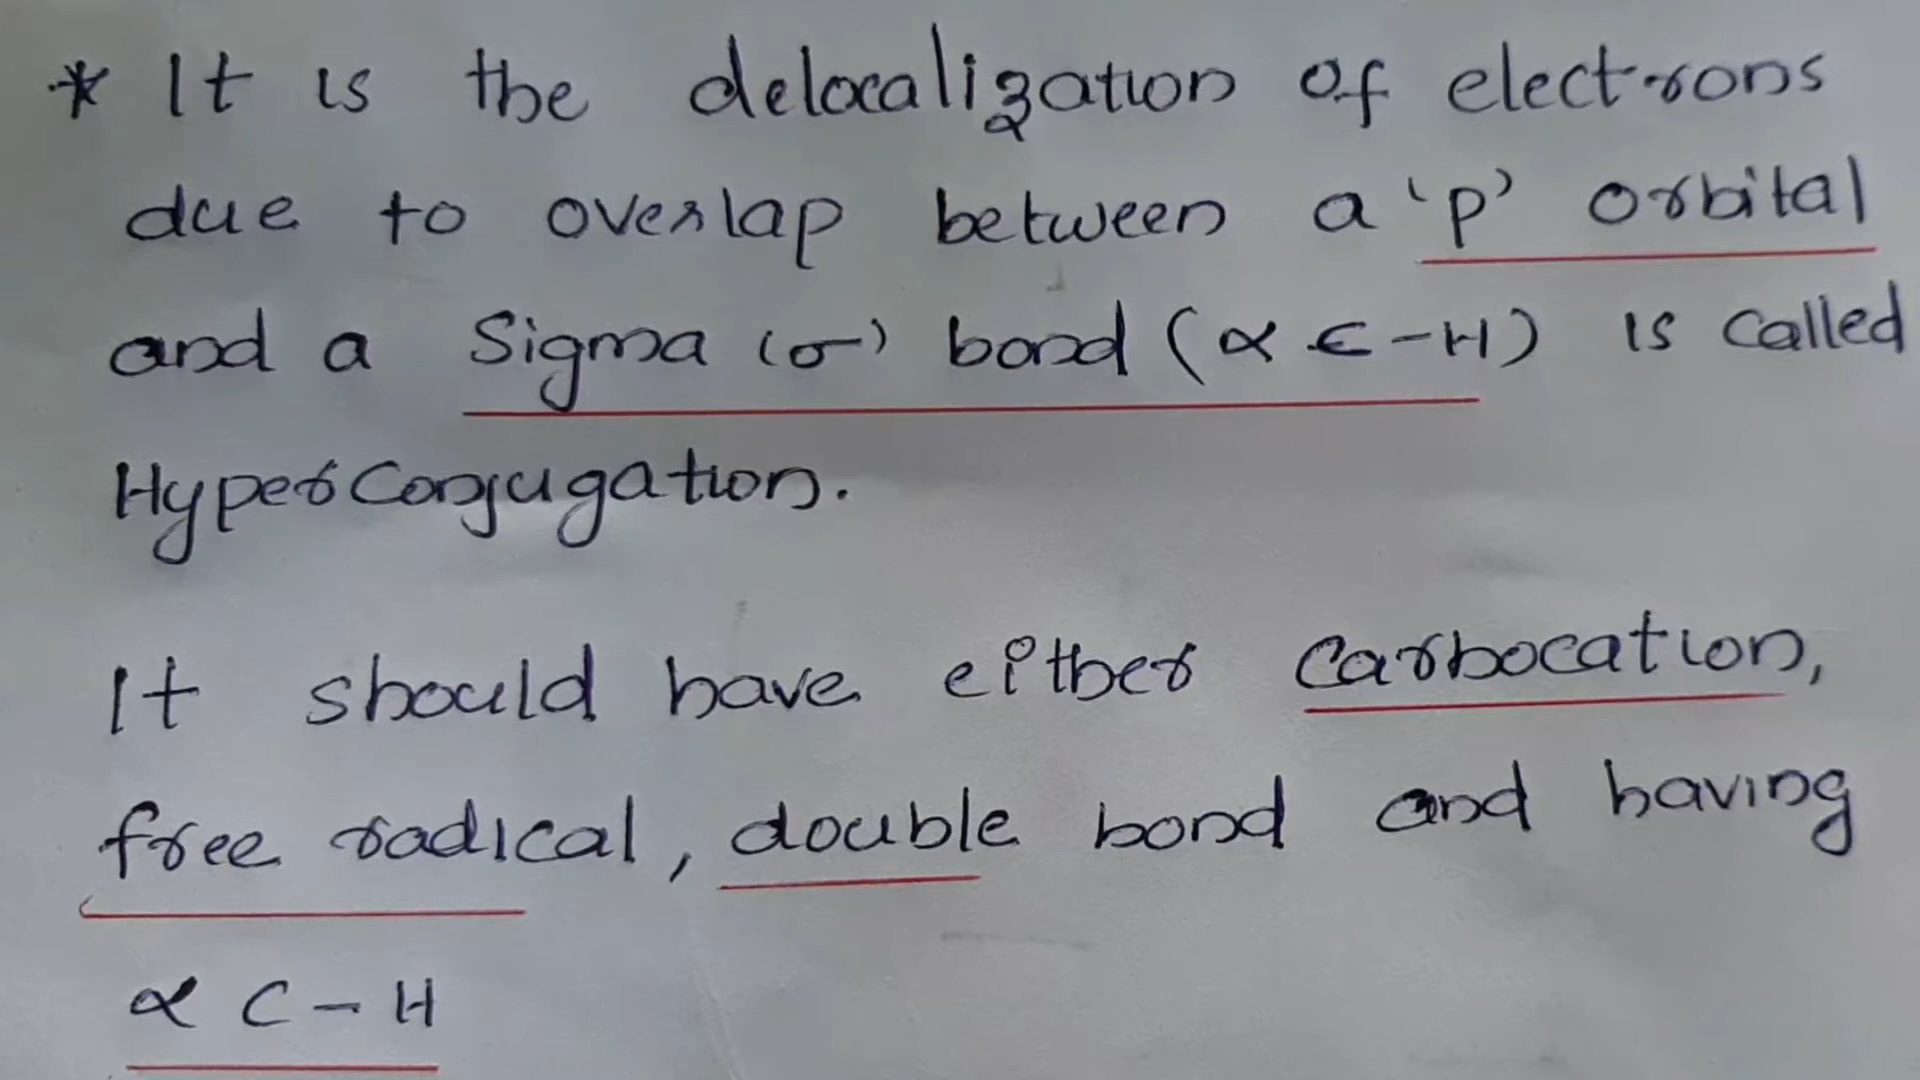 * It is the delocalization of electrons
due to overlap between a 'p' orbital
and a Sigma (σ) bond (α C-H) is called
HyperConjugation.
It should have either Carbocation,
free radical, double bond and having
α C-H